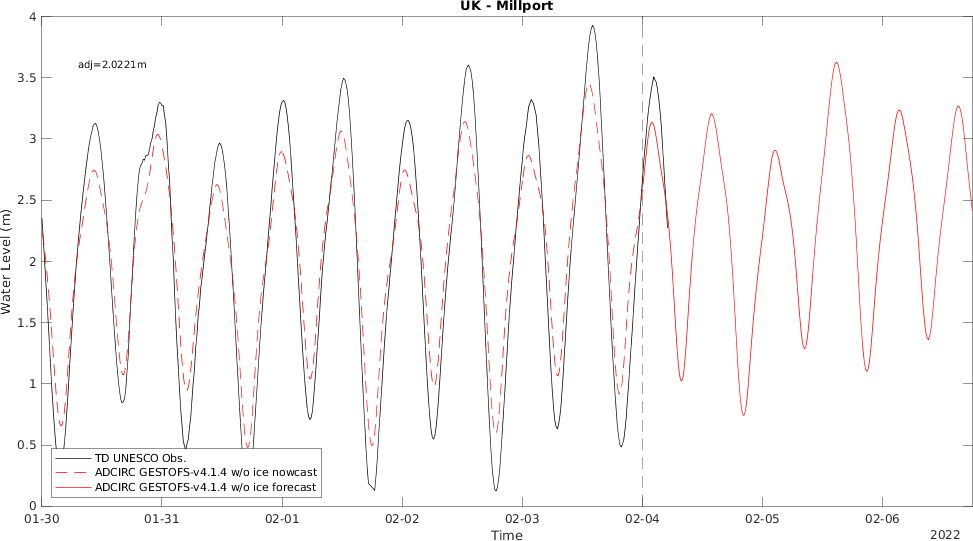 UK - Millport
4
adj=2.0221m
3.5
3
2.5
2
1.5
1
0.5
0
Water Level (m)
TD UNESCO Obs.
ADCIRC GESTOFS-v4.1.4 w/o ice nowcast
ADCIRC GESTOFS-v4.1.4 w/o ice forecast
01-30 01-31 02-01 02-02 02-03 02-04 02-05 02-06
Time
2022